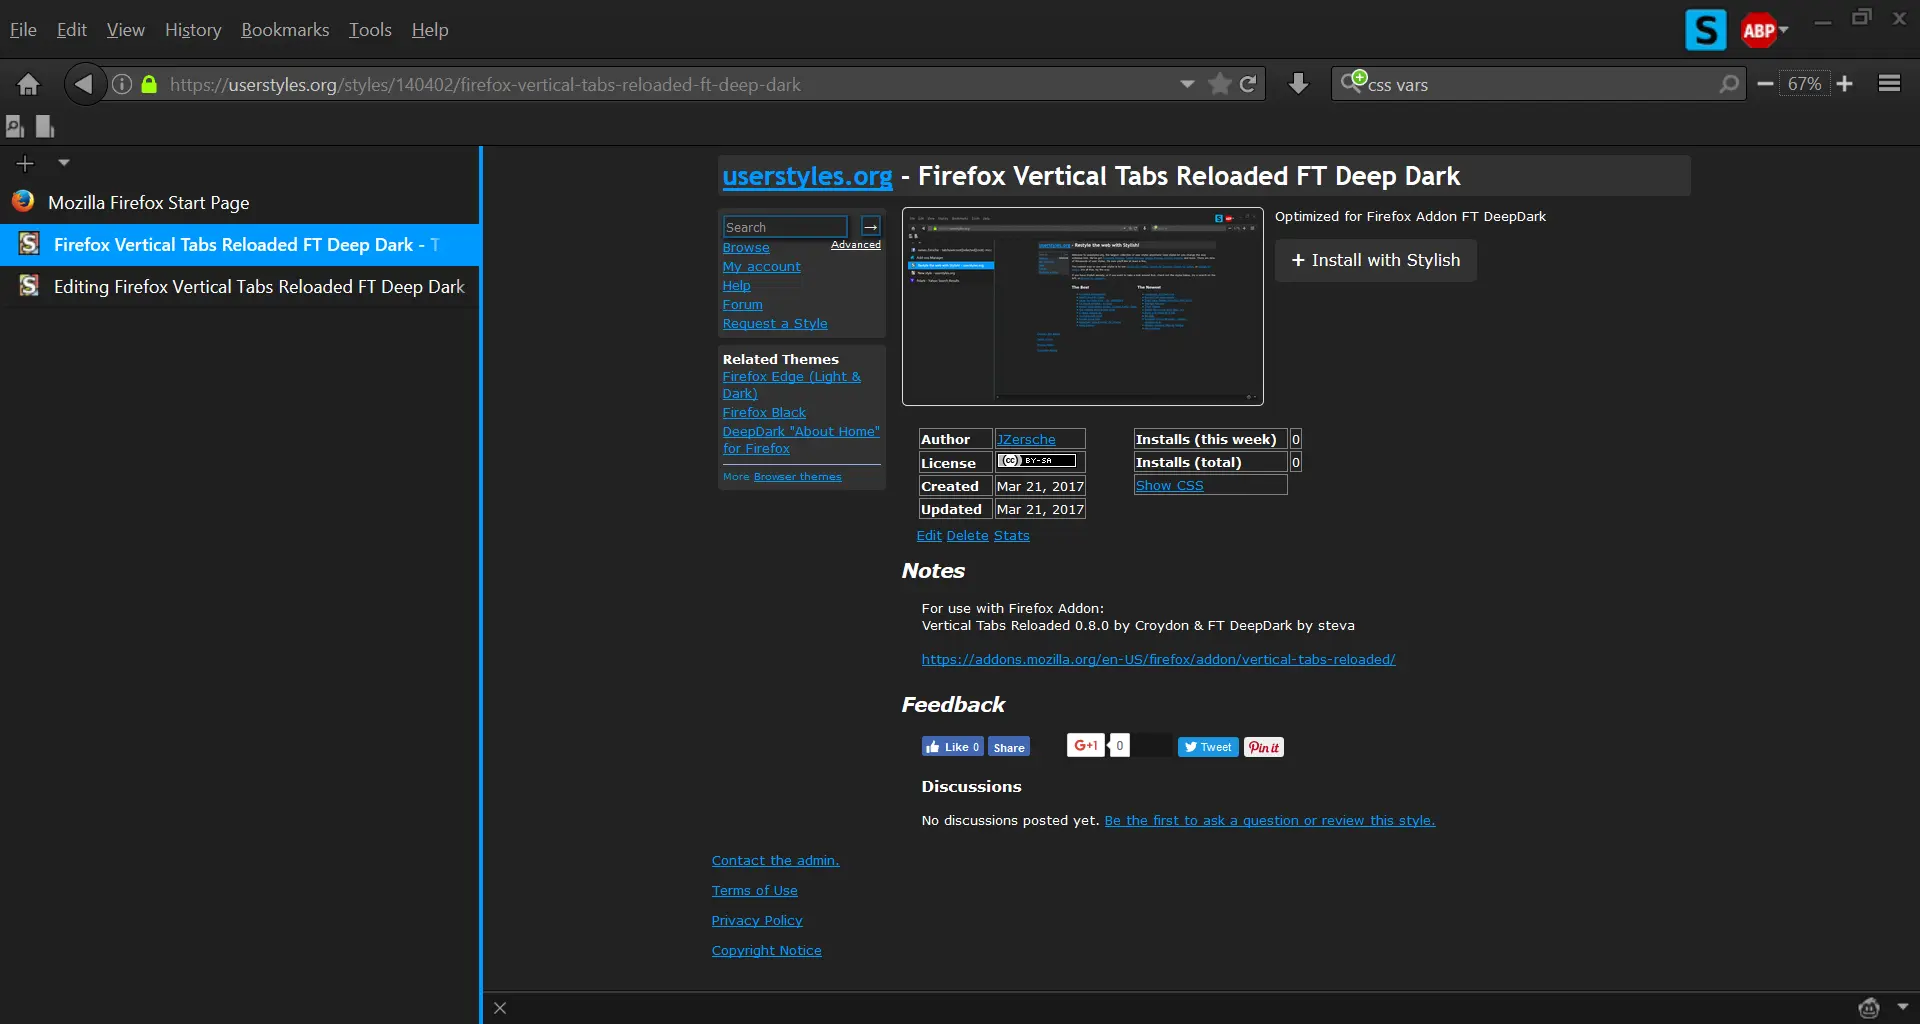 File Edit View History Bookmarks Tools Help
S ABP
https://userstyles.org/styles/140402/firefox-vertical-tabs-reloaded-ft-deep-dark
css vars
67%
Mozilla Firefox Start Page
Firefox Vertical Tabs Reloaded FT Deep Dark - T
Editing Firefox Vertical Tabs Reloaded FT Deep Dark
userstyles.org - Firefox Vertical Tabs Reloaded FT Deep Dark
Search →
Advanced
Browse
My account
Help
Forum
Request a Style
Related Themes
Firefox Edge (Light &
Dark)
Firefox Black
DeepDark "About Home"
for Firefox
More Browser themes
Optimized for Firefox Addon FT DeepDark
+ Install with Stylish
Author JZersche
License CC BY-SA
Created Mar 21, 2017
Updated Mar 21, 2017
Installs (this week) 0
Installs (total) 0
Show CSS
Edit Delete Stats
Notes
For use with Firefox Addon:
Vertical Tabs Reloaded 0.8.0 by Croydon & FT DeepDark by steva
https://addons.mozilla.org/en-US/firefox/addon/vertical-tabs-reloaded/
Feedback
Like 0 Share G+1 0 Tweet Pin it
Discussions
No discussions posted yet. Be the first to ask a question or review this style.
Contact the admin.
Terms of Use
Privacy Policy
Copyright Notice